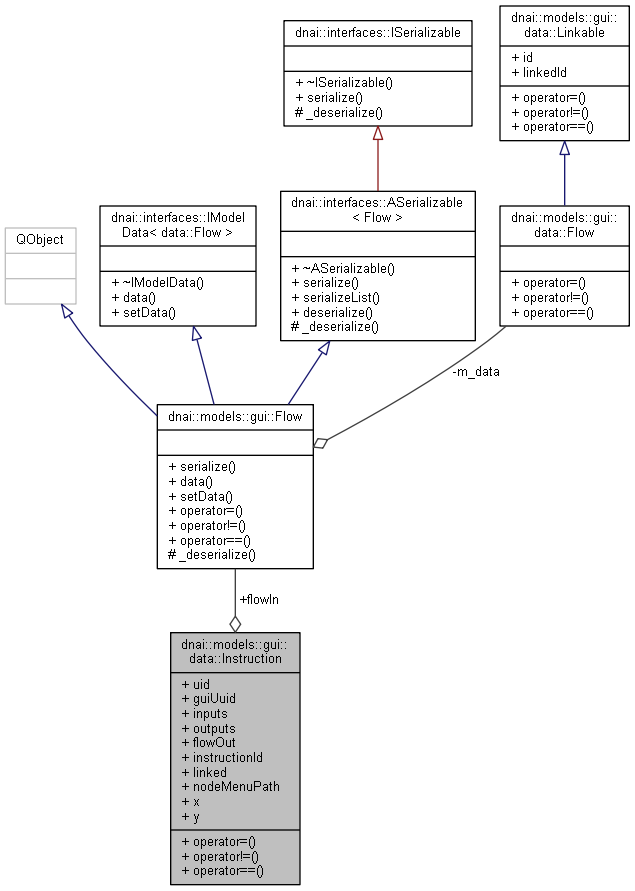 dnai::interfaces::ISerializable
+ ~ISerializable()
+ serialize()
# _deserialize()
dnai::models::gui::
data::Linkable
+ id
+ linkedId
+ operator=()
+ operator!=()
+ operator==()
QObject
dnai::interfaces::IModel
Data< data::Flow >
+ ~IModelData()
+ data()
+ setData()
dnai::interfaces::ASerializable
< Flow >
+ ~ASerializable()
+ serialize()
+ serializeList()
+ deserialize()
# _deserialize()
dnai::models::gui::
data::Flow
+ operator=()
+ operator!=()
+ operator==()
-m_data
dnai::models::gui::Flow
+ serialize()
+ data()
+ setData()
+ operator=()
+ operator!=()
+ operator==()
# _deserialize()
+flowIn
dnai::models::gui::
data::Instruction
+ uid
+ guiUuid
+ inputs
+ outputs
+ flowOut
+ instructionId
+ linked
+ nodeMenuPath
+ x
+ y
+ operator=()
+ operator!=()
+ operator==()